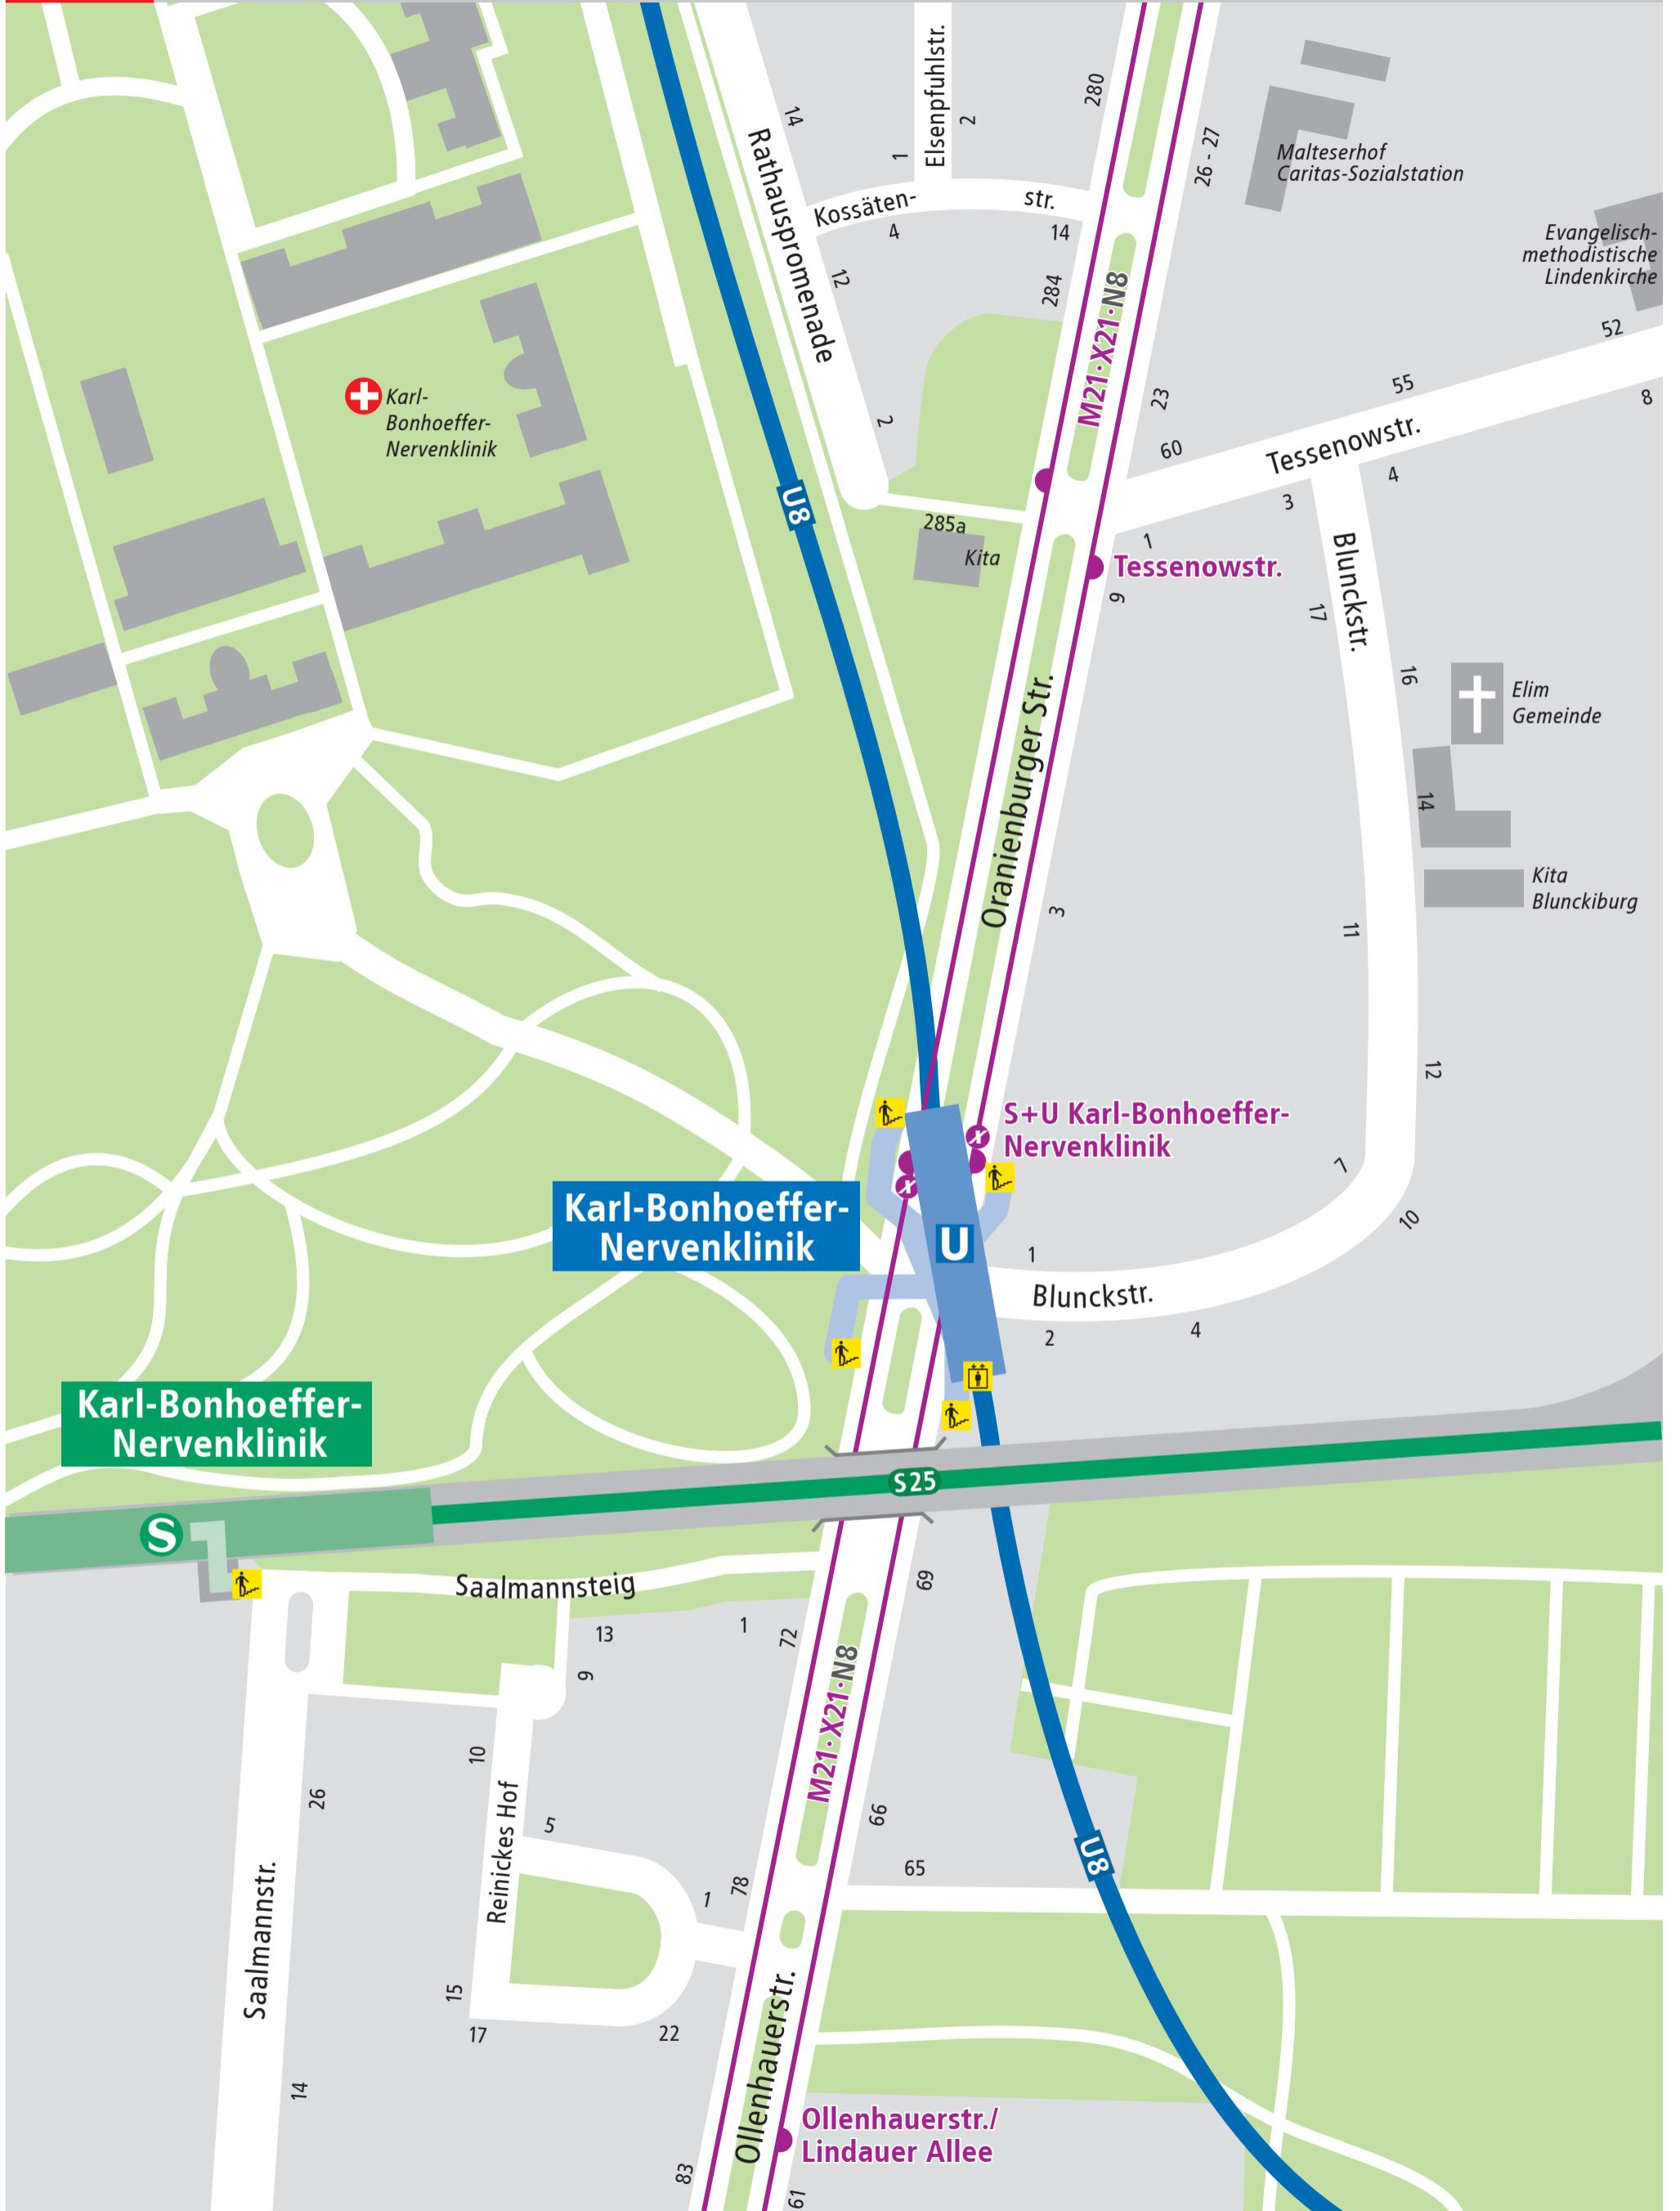 Elsenpfuhlstr.
280
14
2
1
26 - 27
Malteserhof
Caritas-Sozialstation
Rathauspromenade
Kossäten-
str.
4
14
Evangelisch-
methodistische
Lindenkirche
12
284
M21·X21·N8
52
55
8
23
Karl-
Bonhoeffer-
Nervenklinik
2
60
Tessenowstr.
4
3
U8
285a
Kita
1
Tessenowstr.
9
Blunckstr.
17
16
Elim
Gemeinde
Oranienburger Str.
14
Kita
Blunckiburg
3
11
12
S+U Karl-Bonhoeffer-
Nervenklinik
X
X
7
Karl-Bonhoeffer-
Nervenklinik
U
10
1
Blunckstr.
2
4
Karl-Bonhoeffer-
Nervenklinik
S25
S
Saalmannsteig
69
13
1
72
9
M21·X21·N8
10
26
5
66
Reinickes Hof
U8
65
78
1
Saalmannstr.
15
17
22
Ollenhauerstr.
14
Ollenhauerstr./
Lindauer Allee
83
61